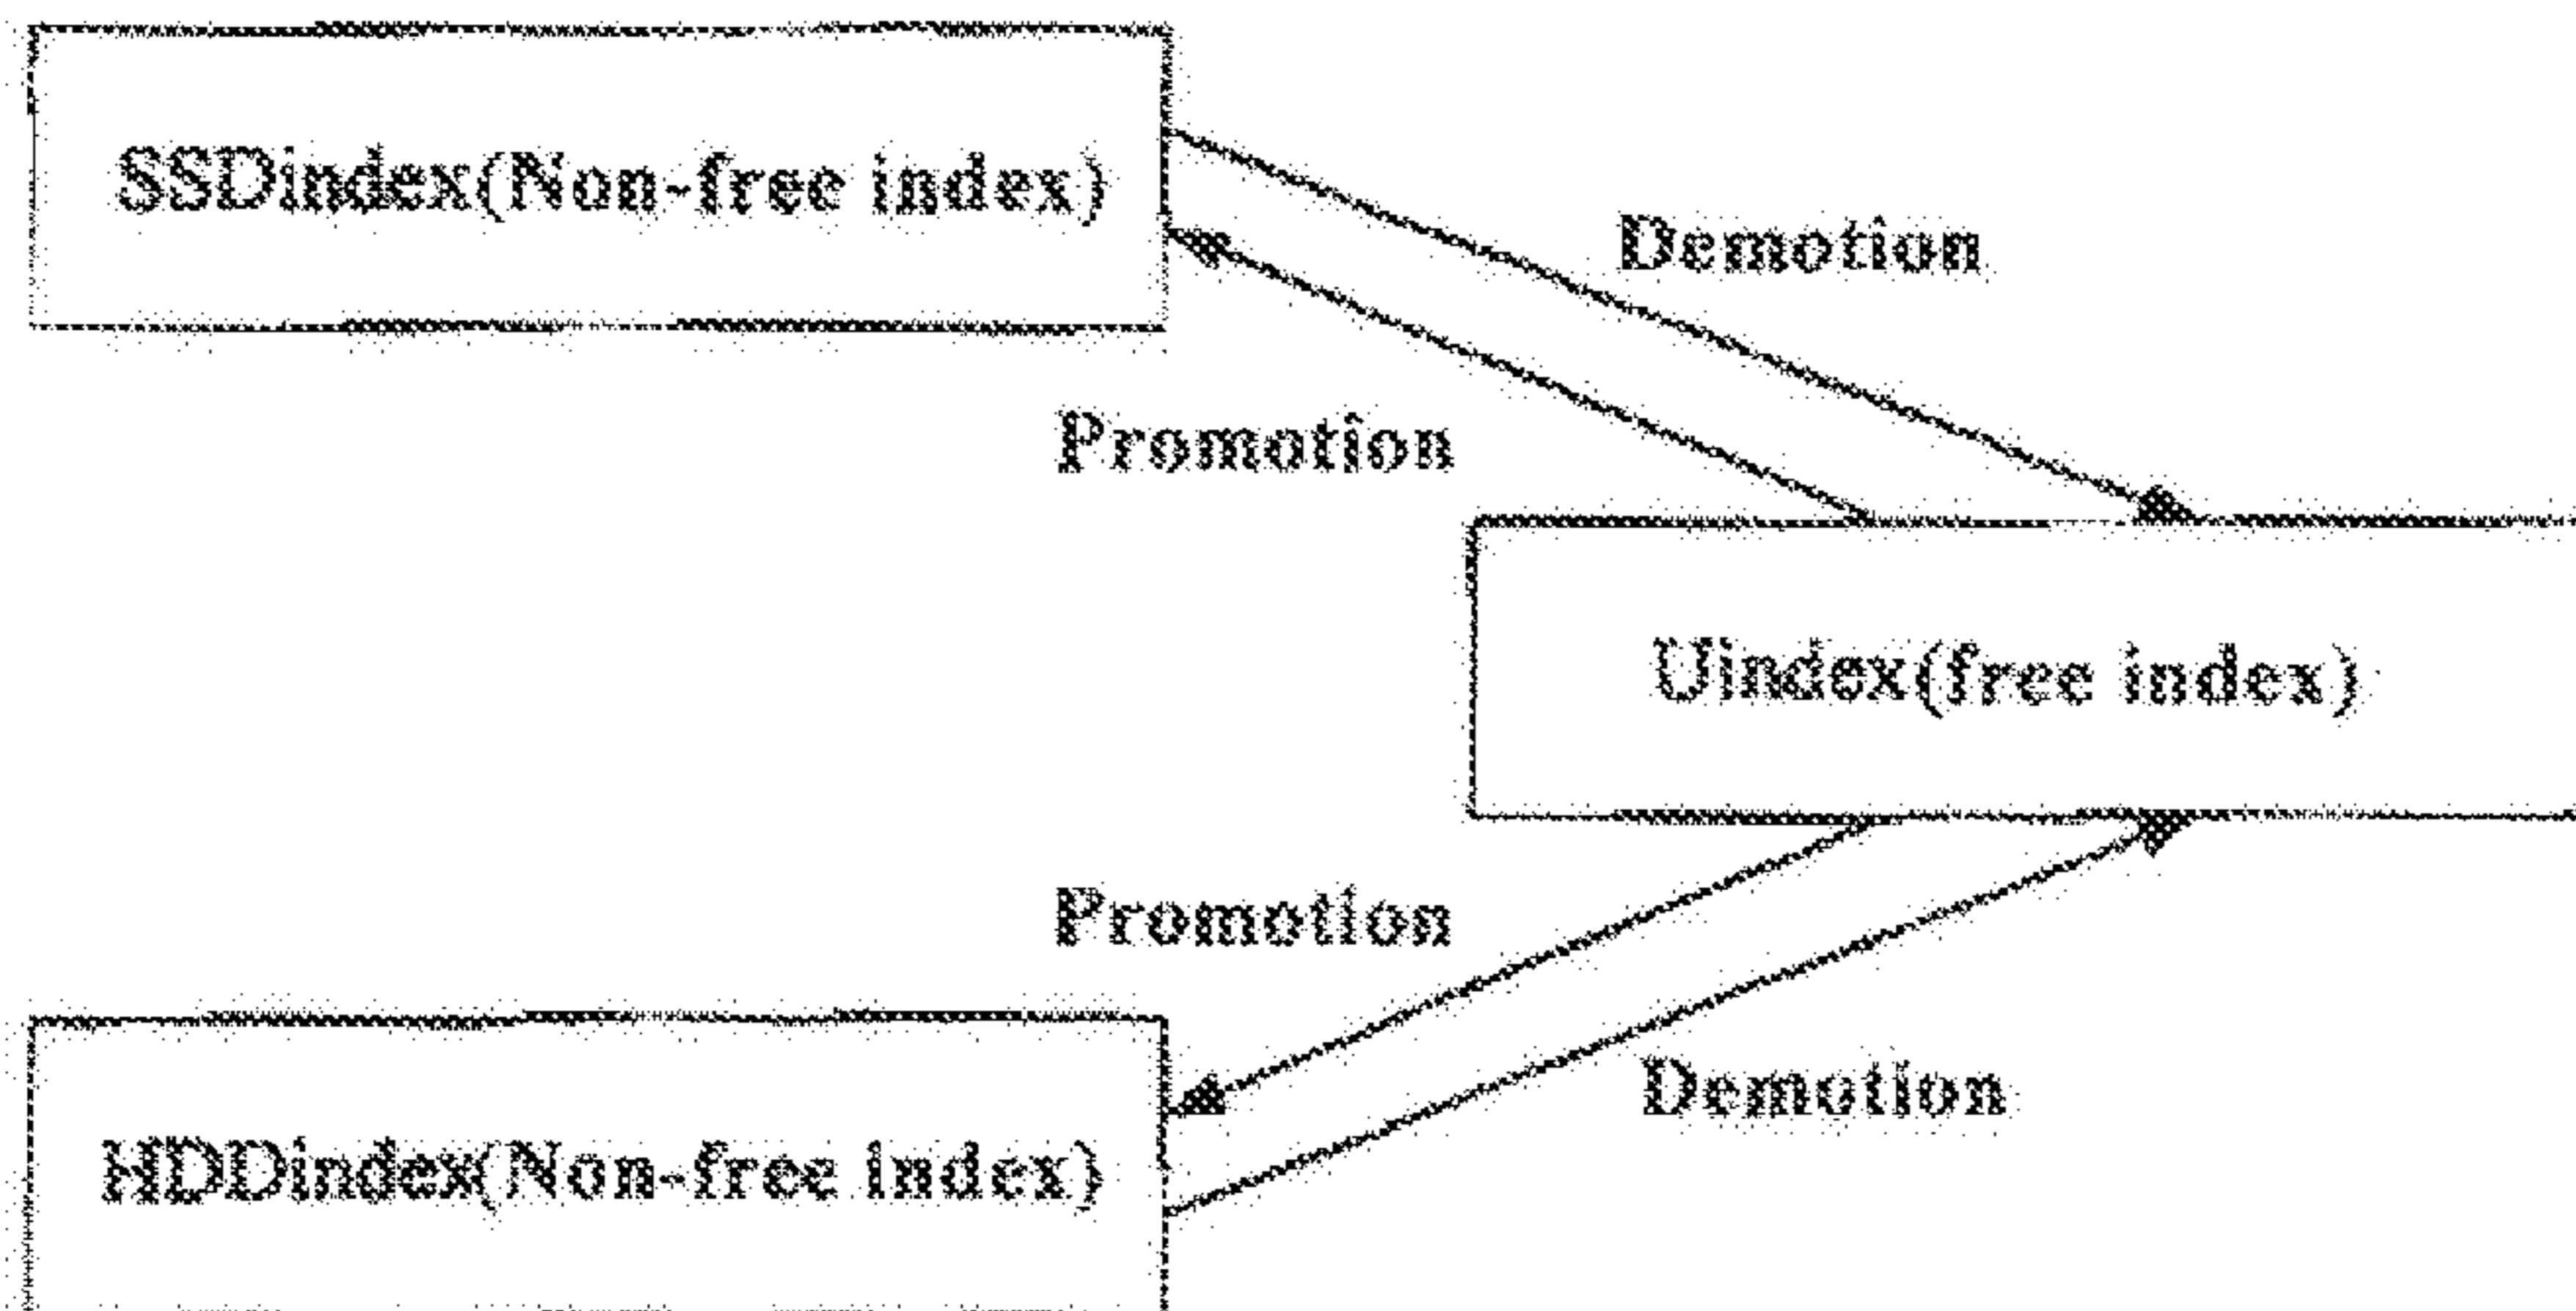 SSDindex(Non-free index)
Demotion
Promotion
Uindex(free index)
Promotion
Demotion
HDDindex(Non-free index)